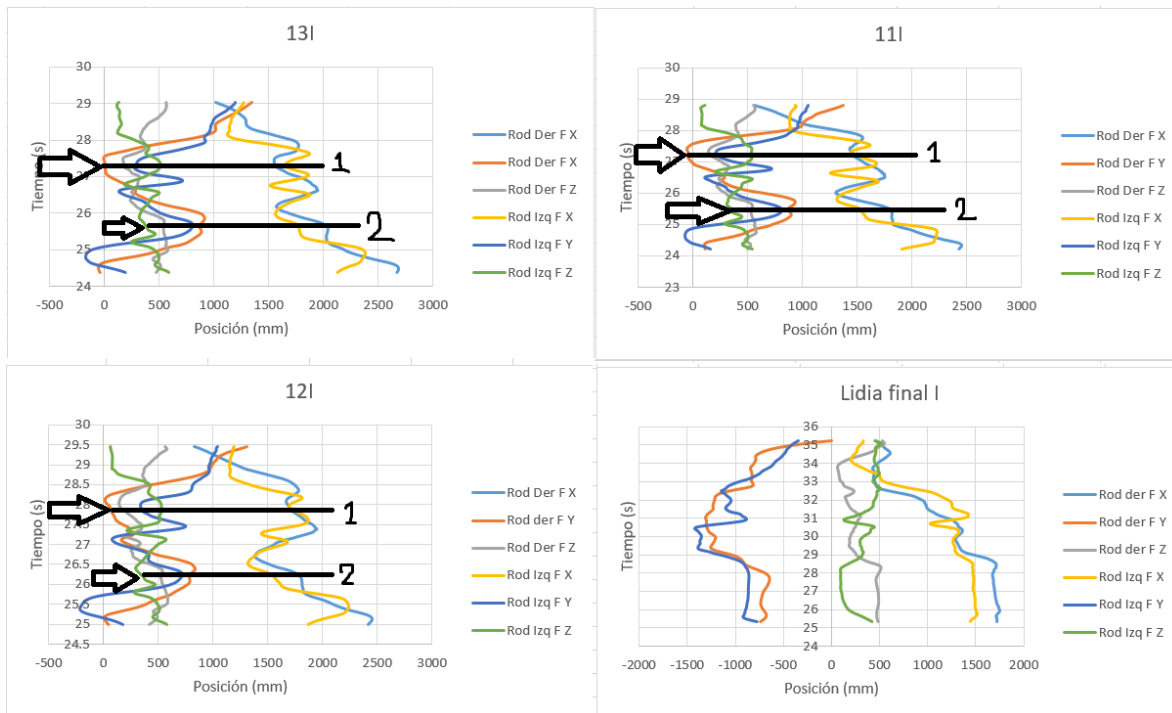 13I
30
29
28
27
26
25
24
Tiempo (s)
-500 0 500 1000 1500 2000 2500 3000
Posición (mm)
Rod Der F X
Rod Der F X
Rod Der F Z
Rod Izq F X
Rod Izq F Y
Rod Izq F Z
1
2
11I
30
29
28
27
26
25
24
23
Tiempo (s)
-1000 -500 0 500 1000 1500 2000 2500 3000
Posición (mm)
Rod Der F X
Rod Der F Y
Rod Der F Z
Rod Izq F X
Rod Izq F Y
Rod Izq F Z
1
2
12I
30
29.5
29
28.5
28
27.5
27
26.5
26
25.5
25
24.5
Tiempo (s)
-500 0 500 1000 1500 2000 2500 3000
Posición (mm)
Rod Der F X
Rod der F Y
Rod Der F Z
Rod Izq F X
Rod Izq F Y
Rod Izq F Z
1
2
Lidia final I
36
35
34
33
32
31
30
29
28
27
26
25
24
Tiempo (s)
-2000 -1500 -1000 -500 0 500 1000 1500 2000
Posición (mm)
Rod der F X
Rod der F Y
Rod der F Z
Rod Izq F X
Rod Izq F Y
Rod Izq F Z